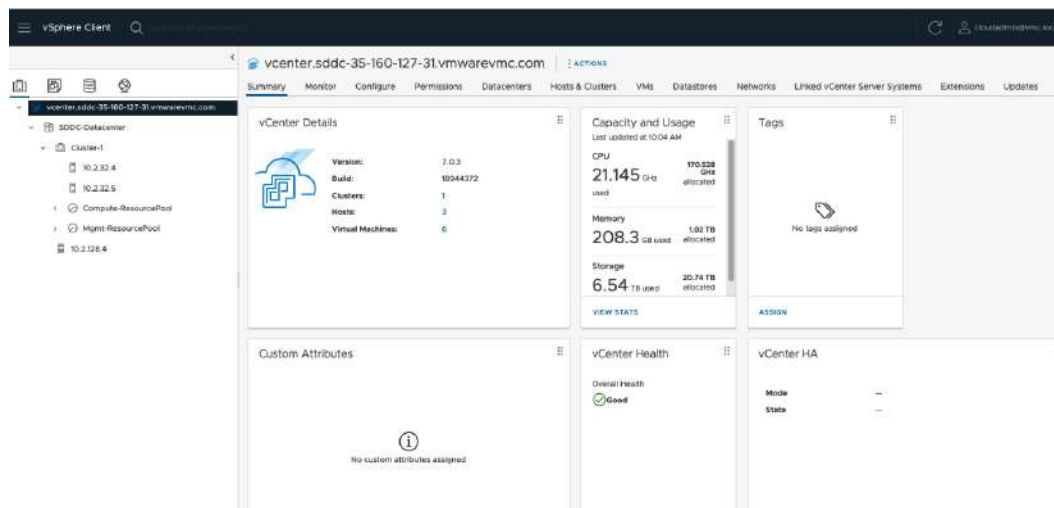 vSphere Client
vcenter.sddc-35-160-127-31.vmwarevmc.com
ACTIONS
Summary Monitor Configure Permissions Datacenters Hosts & Clusters VMs Datastores Networks Linked vCenter Server Systems Extensions Updates
vcenter.sddc-35-160-127-31.vmwarevmc.com
SDDC-Datacenter
Cluster-1
10.2.32.4
10.2.32.5
Compute-ResourcePool
Mgmt-ResourcePool
10.2.128.4
vCenter Details
Version: 7.0.3
Build: 18944372
Clusters: 1
Hosts: 3
Virtual Machines: 6
Capacity and Usage
Last updated at 10:04 AM
CPU
21.145 GHz used
170.528 GHz allocated
Memory
208.3 GB used
1.02 TB allocated
Storage
6.54 TB used
20.74 TB allocated
VIEW STATS
Tags
No tags assigned
ASSIGN
Custom Attributes
No custom attributes assigned
vCenter Health
Overall Health
Good
vCenter HA
Mode --
State --